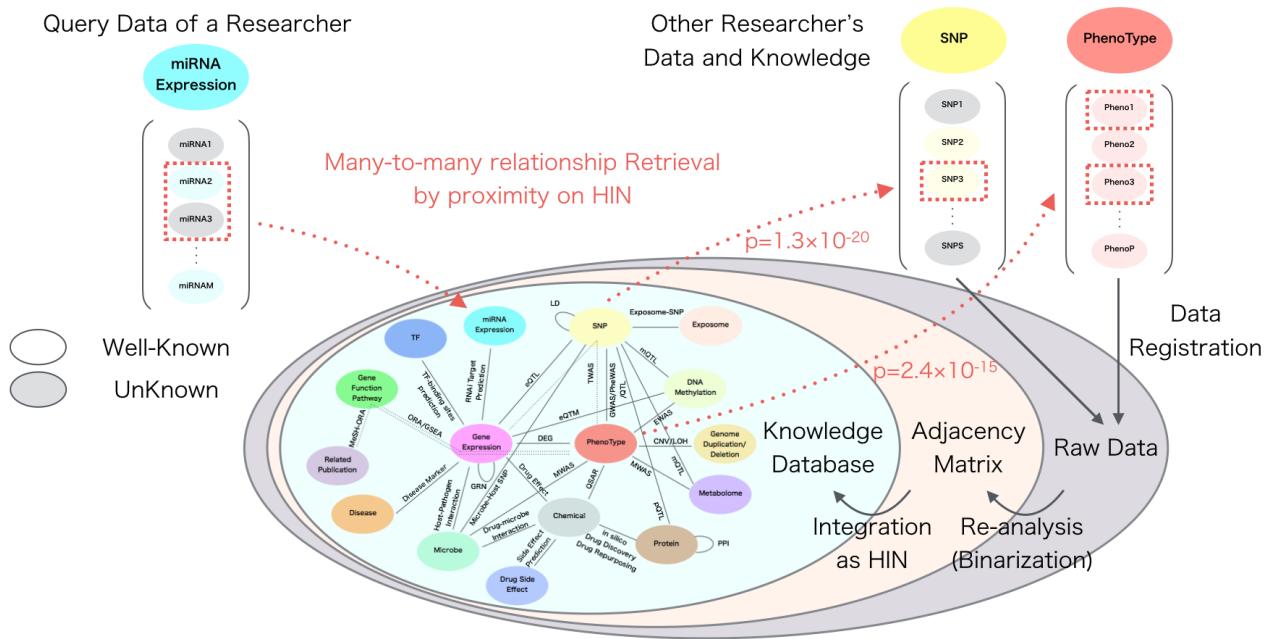 Query Data of a Researcher
miRNA
Expression
miRNA1
miRNA2
miRNA3
miRNAM
Well-Known
UnKnown
Many-to-many relationship Retrieval
by proximity on HIN
Other Researcher's
Data and Knowledge
SNP
SNP1
SNP2
SNP3
SNPS
PhenoType
Pheno1
Pheno2
Pheno3
PhenoP
p=1.3×10-20
p=2.4×10-15
Data
Registration
Knowledge
Database
Adjacency
Matrix
Raw Data
Integration
as HIN
Re-analysis
(Binarization)
LD
SNP
Exposome-SNP
Exposome
TF
miRNA
Expression
mQTL
eQTL
TWAS
GWAS/PheWAS
/QTL
RNAi Target
Prediction
TF-binding sites
Prediction
Gene
Function
Pathway
DNA
Methylation
eQTM
EWAS
MeSH-ORA
ORA/GSEA
Gene
Expression
DEG
PhenoType
CNV/LOH
Genome
Duplication/
Deletion
Related
Publication
GRN
Drug Effect
MWAS
QSAR
MWAS
mQTL
Metabolome
Disease Marker
Disease
Host-Pathogen
Interaction
Microbe-Host SNP
Chemical
pQTL
Drug-microbe
Interaction
in silico
Drug Discovery
Drug Repurposing
Microbe
Side Effect
Prediction
Protein
PPI
Drug Side
Effect